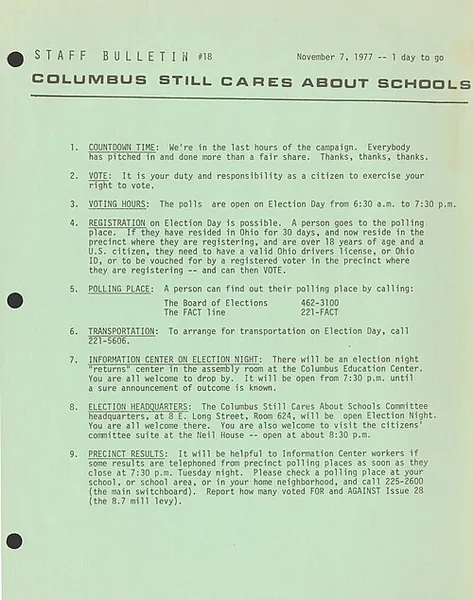 STAFF BULLETIN #18 November 7, 1977 -- 1 day to go
COLUMBUS STILL CARES ABOUT SCHOOLS
1. COUNTDOWN TIME: We're in the last hours of the campaign. Everybody
has pitched in and done more than a fair share. Thanks, thanks, thanks.
2. VOTE: It is your duty and responsibility as a citizen to exercise your
right to vote.
3. VOTING HOURS: The polls are open on Election Day from 6:30 a.m. to 7:30 p.m.
4. REGISTRATION on Election Day is possible. A person goes to the polling
place. If they have resided in Ohio for 30 days, and now reside in the
precinct where they are registering, and are over 18 years of age and a
U.S. citizen, they need to have a valid Ohio drivers license, or Ohio
ID, or to be vouched for by a registered voter in the precinct where
they are registering -- and can then VOTE.
5. POLLING PLACE: A person can find out their polling place by calling:
The Board of Elections 462-3100
The FACT line 221-FACT
6. TRANSPORTATION: To arrange for transportation on Election Day, call
221-5606.
7. INFORMATION CENTER ON ELECTION NIGHT: There will be an election night
"returns" center in the assembly room at the Columbus Education Center.
You are all welcome to drop by. It will be open from 7:30 p.m. until
a sure announcement of outcome is known.
8. ELECTION HEADQUARTERS: The Columbus Still Cares About Schools Committee
headquarters, at 8 E. Long Street, Room 624, will be open Election Night.
You are all welcome there. You are also welcome to visit the citizens'
committee suite at the Neil House -- open at about 8:30 p.m.
9. PRECINCT RESULTS: It will be helpful to Information Center workers if
some results are telephoned from precinct polling places as soon as they
close at 7:30 p.m. Tuesday night. Please check a polling place at your
school, or school area, or in your home neighborhood, and call 225-2600
(the main switchboard). Report how many voted FOR and AGAINST Issue 28
(the 8.7 mill levy).